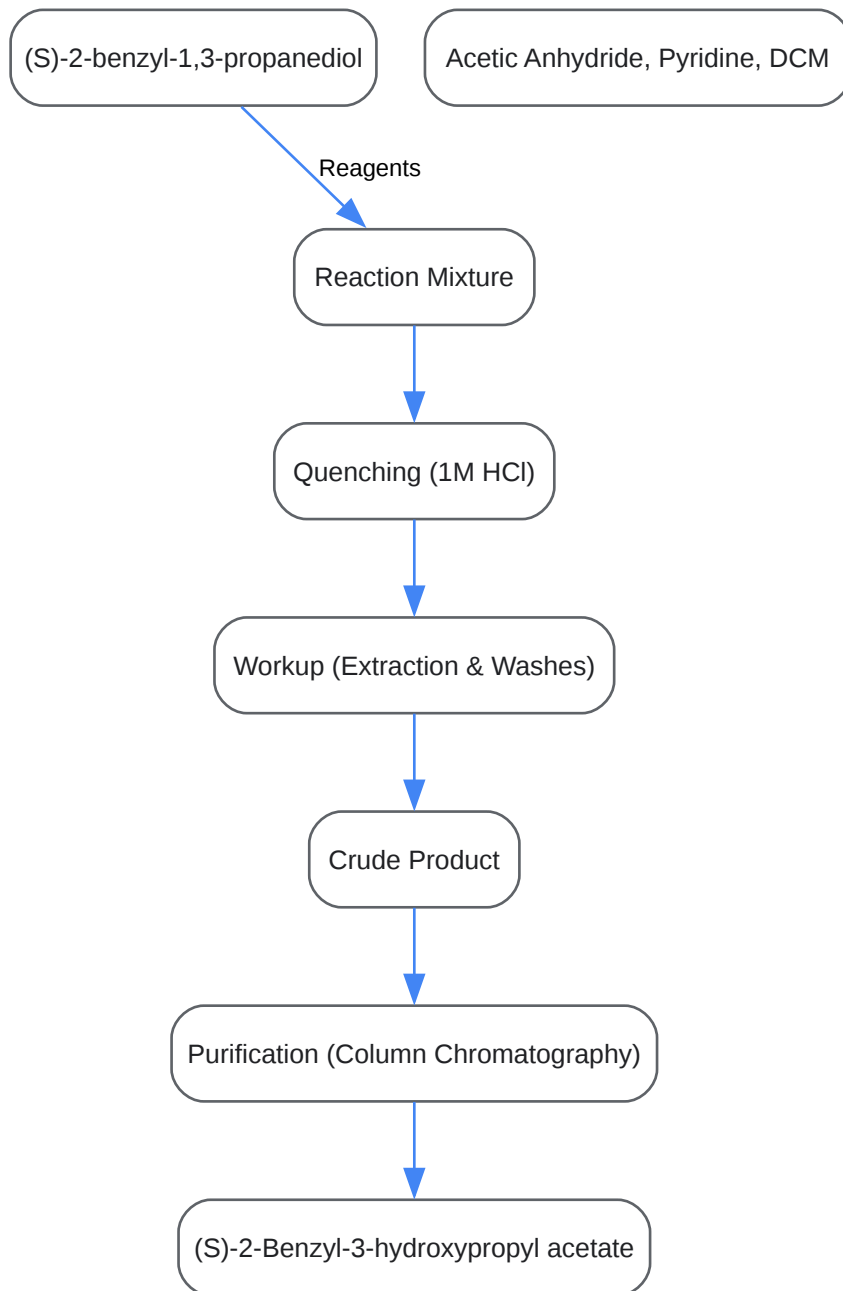 (S)-2-benzyl-1,3-propanediol
Acetic Anhydride, Pyridine, DCM
Reagents
Reaction Mixture
Quenching (1M HCl)
Workup (Extraction & Washes)
Crude Product
Purification (Column Chromatography)
(S)-2-Benzyl-3-hydroxypropyl acetate